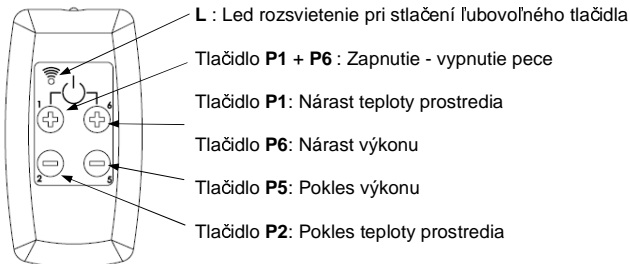 L : Led rozsvietenie pri stlačení ľubovoľného tlačidla
Tlačidlo P1 + P6 : Zapnutie - vypnutie pece
Tlačidlo P1: Nárast teploty prostredia
Tlačidlo P6: Nárast výkonu
Tlačidlo P5: Pokles výkonu
Tlačidlo P2: Pokles teploty prostredia
1 6
2 5